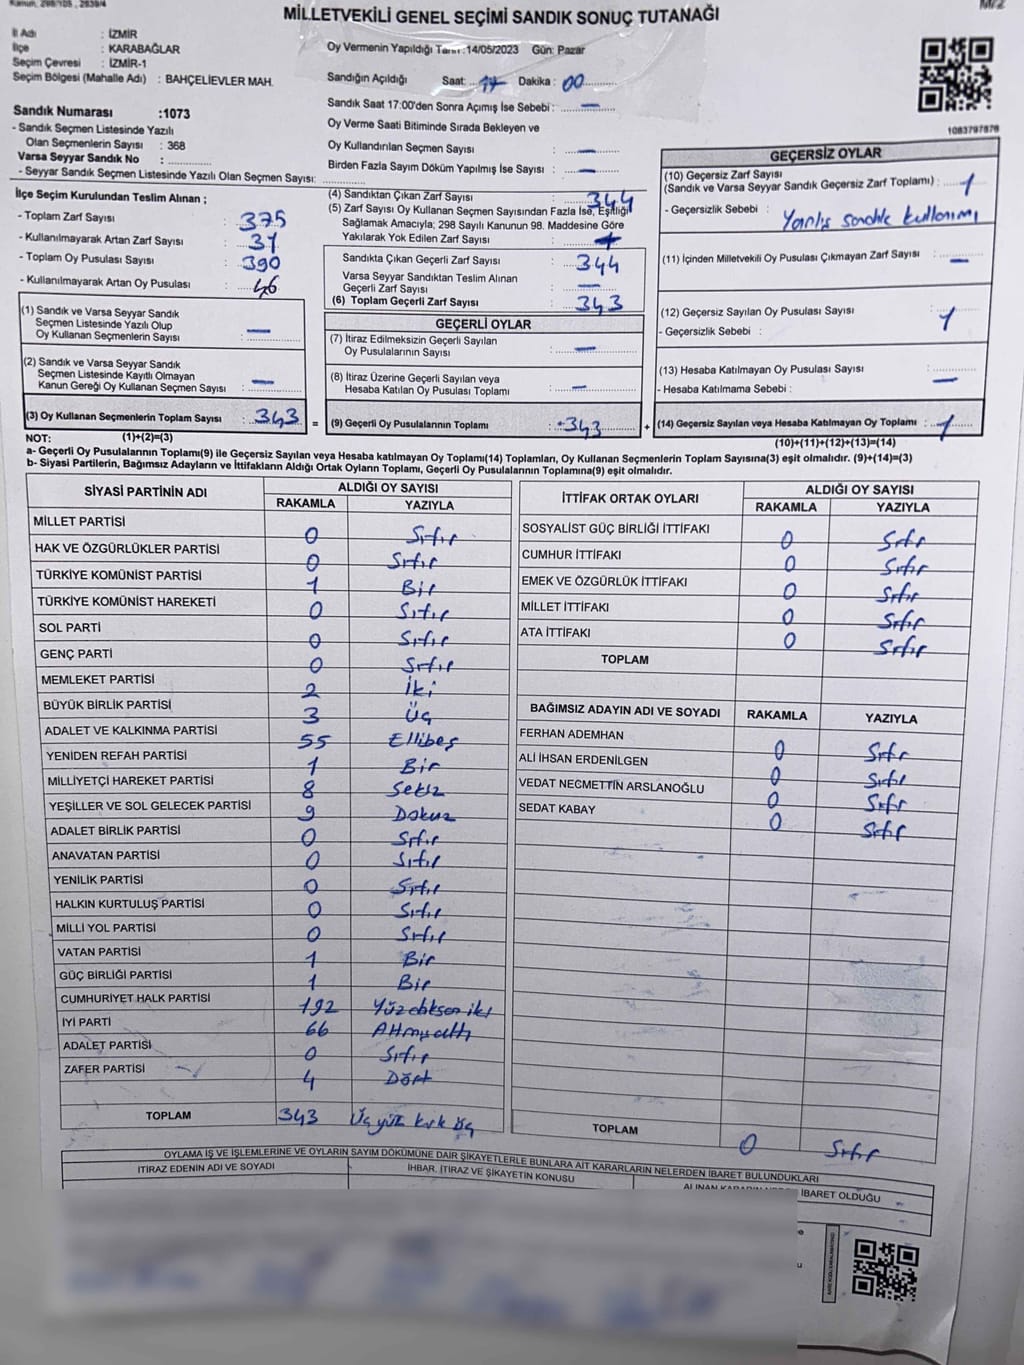 MİLLETVEKİLİ GENEL SEÇİMİ SANDIK SONUÇ TUTANAĞI
İl Adı : İZMİR
İlçe : KARABAĞLAR
Seçim Çevresi : İZMİR-1
Seçim Bölgesi (Mahalle Adı) : BAHÇELİEVLER MAH.
Sandık Numarası :1073
- Sandık Seçmen Listesinde Yazılı
Olan Seçmenlerin Sayısı : 368
Varsa Seyyar Sandık No :
- Seyyar Sandık Seçmen Listesinde Yazılı Olan Seçmen Sayısı:
Oy Vermenin Yapıldığı Tarih :14/05/2023 Gün: Pazar
Sandığın Açıldığı Saat: 17 Dakika : 00
Sandık Saat 17:00'den Sonra Açımış İse Sebebi : —
Oy Verme Saati Bitiminde Sırada Bekleyen ve
Oy Kullandırılan Seçmen Sayısı : —
Birden Fazla Sayım Döküm Yapılmış İse Sayısı : —
1083797876
İlçe Seçim Kurulundan Teslim Alınan ;
- Toplam Zarf Sayısı : 375
- Kullanılmayarak Artan Zarf Sayısı : 31
- Toplam Oy Pusulası Sayısı : 390
- Kullanılmayarak Artan Oy Pusulası : 46
(1) Sandık ve Varsa Seyyar Sandık
Seçmen Listesinde Yazılı Olup
Oy Kullanan Seçmenlerin Sayısı : —
(2) Sandık ve Varsa Seyyar Sandık
Seçmen Listesinde Kayıtlı Olmayan
Kanun Gereği Oy Kullanan Seçmen Sayısı : —
(3) Oy Kullanan Seçmenlerin Toplam Sayısı : 343 =
(1)+(2)=(3)
(4) Sandıktan Çıkan Zarf Sayısı : 344
(5) Zarf Sayısı Oy Kullanan Seçmen Sayısından Fazla İse, Eşitliği
Sağlamak Amacıyla; 298 Sayılı Kanunun 98. Maddesine Göre
Yakılarak Yok Edilen Zarf Sayısı :
Sandıkta Çıkan Geçerli Zarf Sayısı : 344
Varsa Seyyar Sandıktan Teslim Alınan
Geçerli Zarf Sayısı : —
(6) Toplam Geçerli Zarf Sayısı : 343
GEÇERLİ OYLAR
(7) İtiraz Edilmeksizin Geçerli Sayılan
Oy Pusulalarının Sayısı : —
(8) İtiraz Üzerine Geçerli Sayılan veya
Hesaba Katılan Oy Pusulası Toplamı : —
(9) Geçerli Oy Pusulalarının Toplamı : 343 +
GEÇERSİZ OYLAR
(10) Geçersiz Zarf Sayısı
(Sandık ve Varsa Seyyar Sandık Geçersiz Zarf Toplamı) : 1
- Geçersizlik Sebebi : Yanlış sandık kullanımı
(11) İçinden Milletvekili Oy Pusulası Çıkmayan Zarf Sayısı : —
(12) Geçersiz Sayılan Oy Pusulası Sayısı : 1
- Geçersizlik Sebebi :
(13) Hesaba Katılmayan Oy Pusulası Sayısı : —
- Hesaba Katılmama Sebebi :
(14) Geçersiz Sayılan veya Hesaba Katılmayan Oy Toplamı : 1
(10)+(11)+(12)+(13)=(14)
NOT:
a- Geçerli Oy Pusulalarının Toplamı(9) ile Geçersiz Sayılan veya Hesaba katılmayan Oy Toplamı(14) Toplamları, Oy Kullanan Seçmenlerin Toplam Sayısına(3) eşit olmalıdır. (9)+(14)=(3)
b- Siyasi Partilerin, Bağımsız Adayların ve İttifakların Aldığı Ortak Oyların Toplamı, Geçerli Oy Pusulalarının Toplamına(9) eşit olmalıdır.
SİYASİ PARTİNİN ADI ALDIĞI OY SAYISI
RAKAMLA YAZIYLA
MİLLET PARTİSİ 0 Sıfır
HAK VE ÖZGÜRLÜKLER PARTİSİ 0 Sıfır
TÜRKİYE KOMÜNİST PARTİSİ 1 Bir
TÜRKİYE KOMÜNİST HAREKETİ 0 Sıfır
SOL PARTİ 0 Sıfır
GENÇ PARTİ 0 Sıfır
MEMLEKET PARTİSİ 2 İki
BÜYÜK BİRLİK PARTİSİ 3 Üç
ADALET VE KALKINMA PARTİSİ 55 Ellibeş
YENİDEN REFAH PARTİSİ 1 Bir
MİLLİYETÇİ HAREKET PARTİSİ 8 Sekiz
YEŞİLLER VE SOL GELECEK PARTİSİ 9 Dokuz
ADALET BİRLİK PARTİSİ 0 Sıfır
ANAVATAN PARTİSİ 0 Sıfır
YENİLİK PARTİSİ 0 Sıfır
HALKIN KURTULUŞ PARTİSİ 0 Sıfır
MİLLİ YOL PARTİSİ 0 Sıfır
VATAN PARTİSİ 1 Bir
GÜÇ BİRLİĞİ PARTİSİ 1 Bir
CUMHURİYET HALK PARTİSİ 192
İYİ PARTİ 66 Altmışaltı
ADALET PARTİSİ 0 Sıfır
ZAFER PARTİSİ 4 Dört
TOPLAM 343 Üç yüz kırk üç
İTTİFAK ORTAK OYLARI ALDIĞI OY SAYISI
RAKAMLA YAZIYLA
SOSYALİST GÜÇ BİRLİĞİ İTTİFAKI 0 Sıfır
CUMHUR İTTİFAKI 0 Sıfır
EMEK VE ÖZGÜRLÜK İTTİFAKI 0 Sıfır
MİLLET İTTİFAKI 0 Sıfır
ATA İTTİFAKI 0 Sıfır
TOPLAM
BAĞIMSIZ ADAYIN ADI VE SOYADI RAKAMLA YAZIYLA
FERHAN ADEMHAN 0 Sıfır
ALİ İHSAN ERDENİLGEN 0 Sıfır
VEDAT NECMETTİN ARSLANOĞLU 0 Sıfır
SEDAT KABAY 0 Sıfır
TOPLAM 0 Sıfır
OYLAMA İŞ VE İŞLEMLERİNE VE OYLARIN SAYIM DÖKÜMÜNE DAİR ŞİKAYETLERLE BUNLARA AİT KARARLARIN NELERDEN İBARET BULUNDUKLARI
İTİRAZ EDENİN ADI VE SOYADI İHBAR, İTİRAZ VE ŞİKAYETİN KONUSU İBARET OLDUĞU